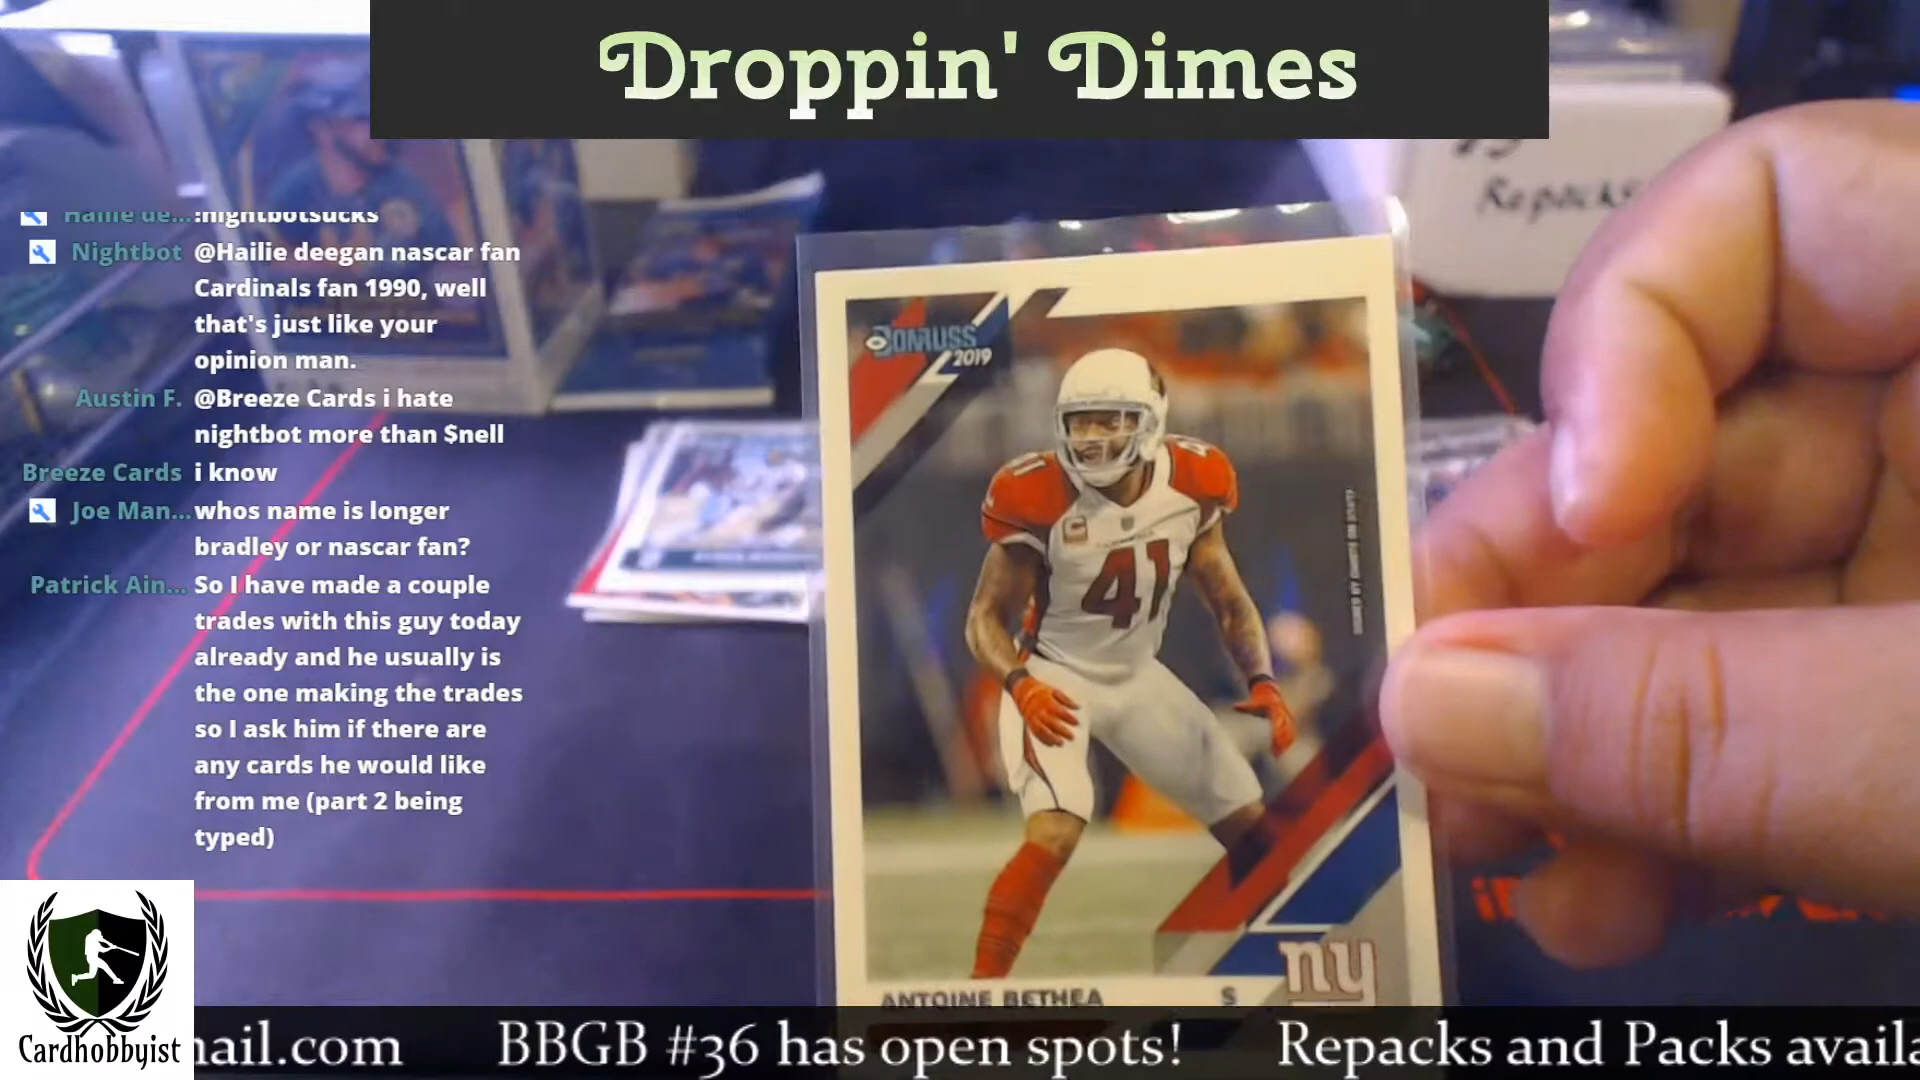 Droppin' Dimes
Repacks
!nightbotsucks
Nightbot @Hailie deegan nascar fan
Cardinals fan 1990, well
that's just like your
opinion man.
Austin F. @Breeze Cards i hate
nightbot more than $nell
Breeze Cards i know
Joe Man... whos name is longer
bradley or nascar fan?
Patrick Ain... So I have made a couple
trades with this guy today
already and he usually is
the one making the trades
so I ask him if there are
any cards he would like
from me (part 2 being
typed)
DONRUSS
2019
41
41
ANTOINE BETHEA S
ny
Cardhobbyist
nail.com BBGB #36 has open spots! Repacks and Packs availa